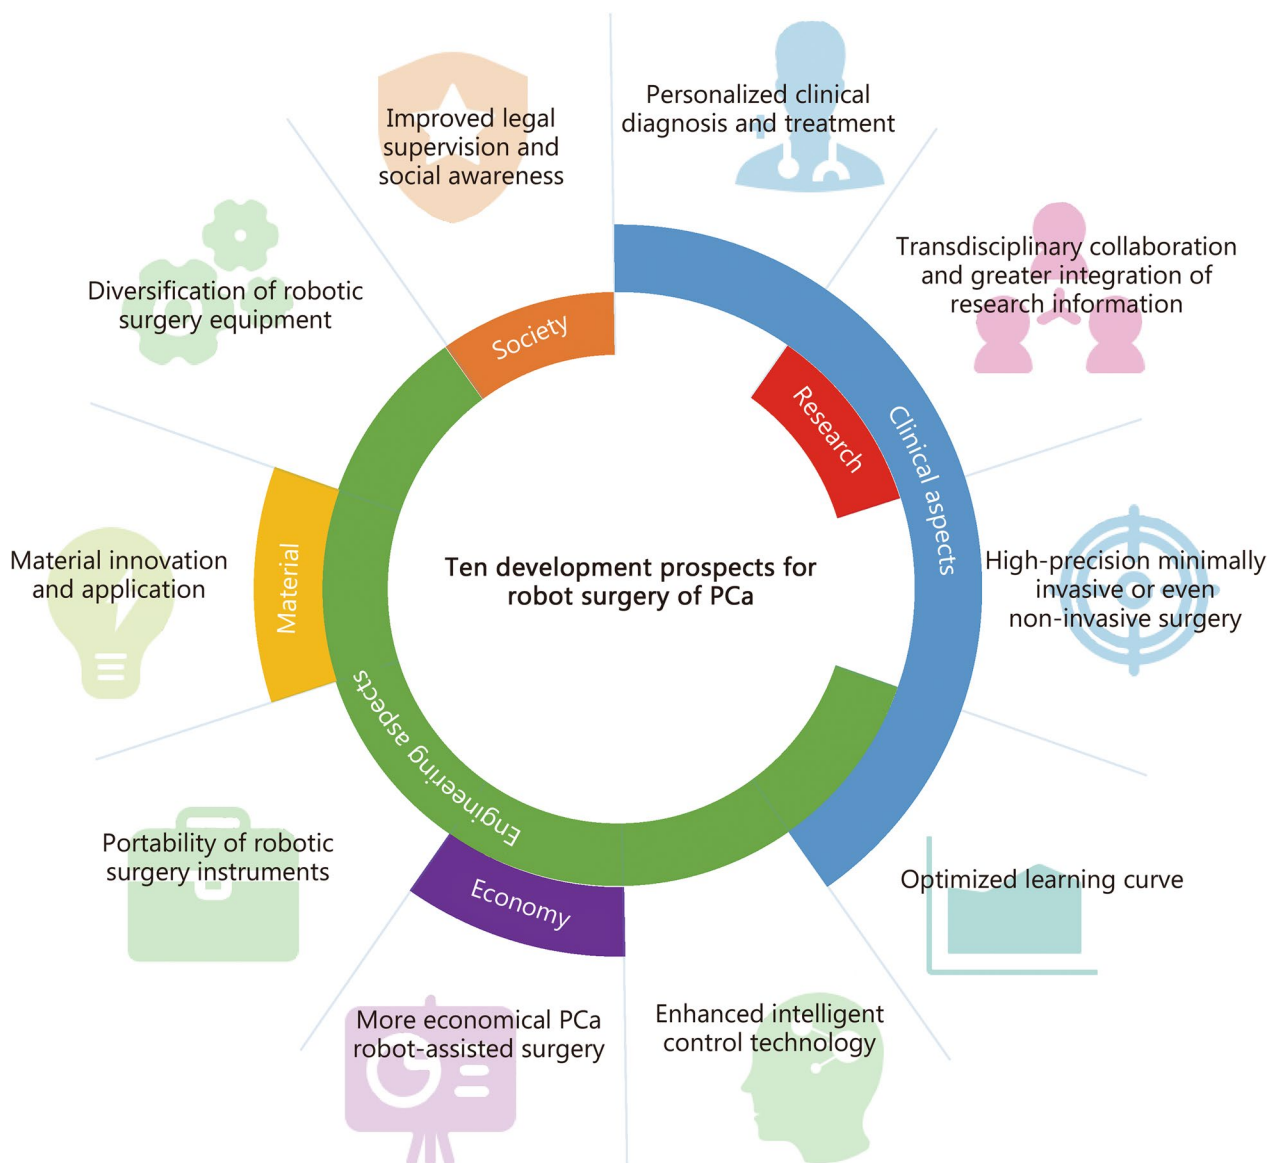 Personalized clinical
diagnosis and treatment
Transdisciplinary collaboration
and greater integration of
research information
High-precision minimally
invasive or even
non-invasive surgery
Optimized learning curve
Enhanced intelligent
control technology
More economical PCa
robot-assisted surgery
Portability of robotic
surgery instruments
Material innovation
and application
Diversification of robotic
surgery equipment
Improved legal
supervision and
social awareness
Society
Research
Clinical aspects
Material
Engineering aspects
Economy
Ten development prospects for
robot surgery of PCa